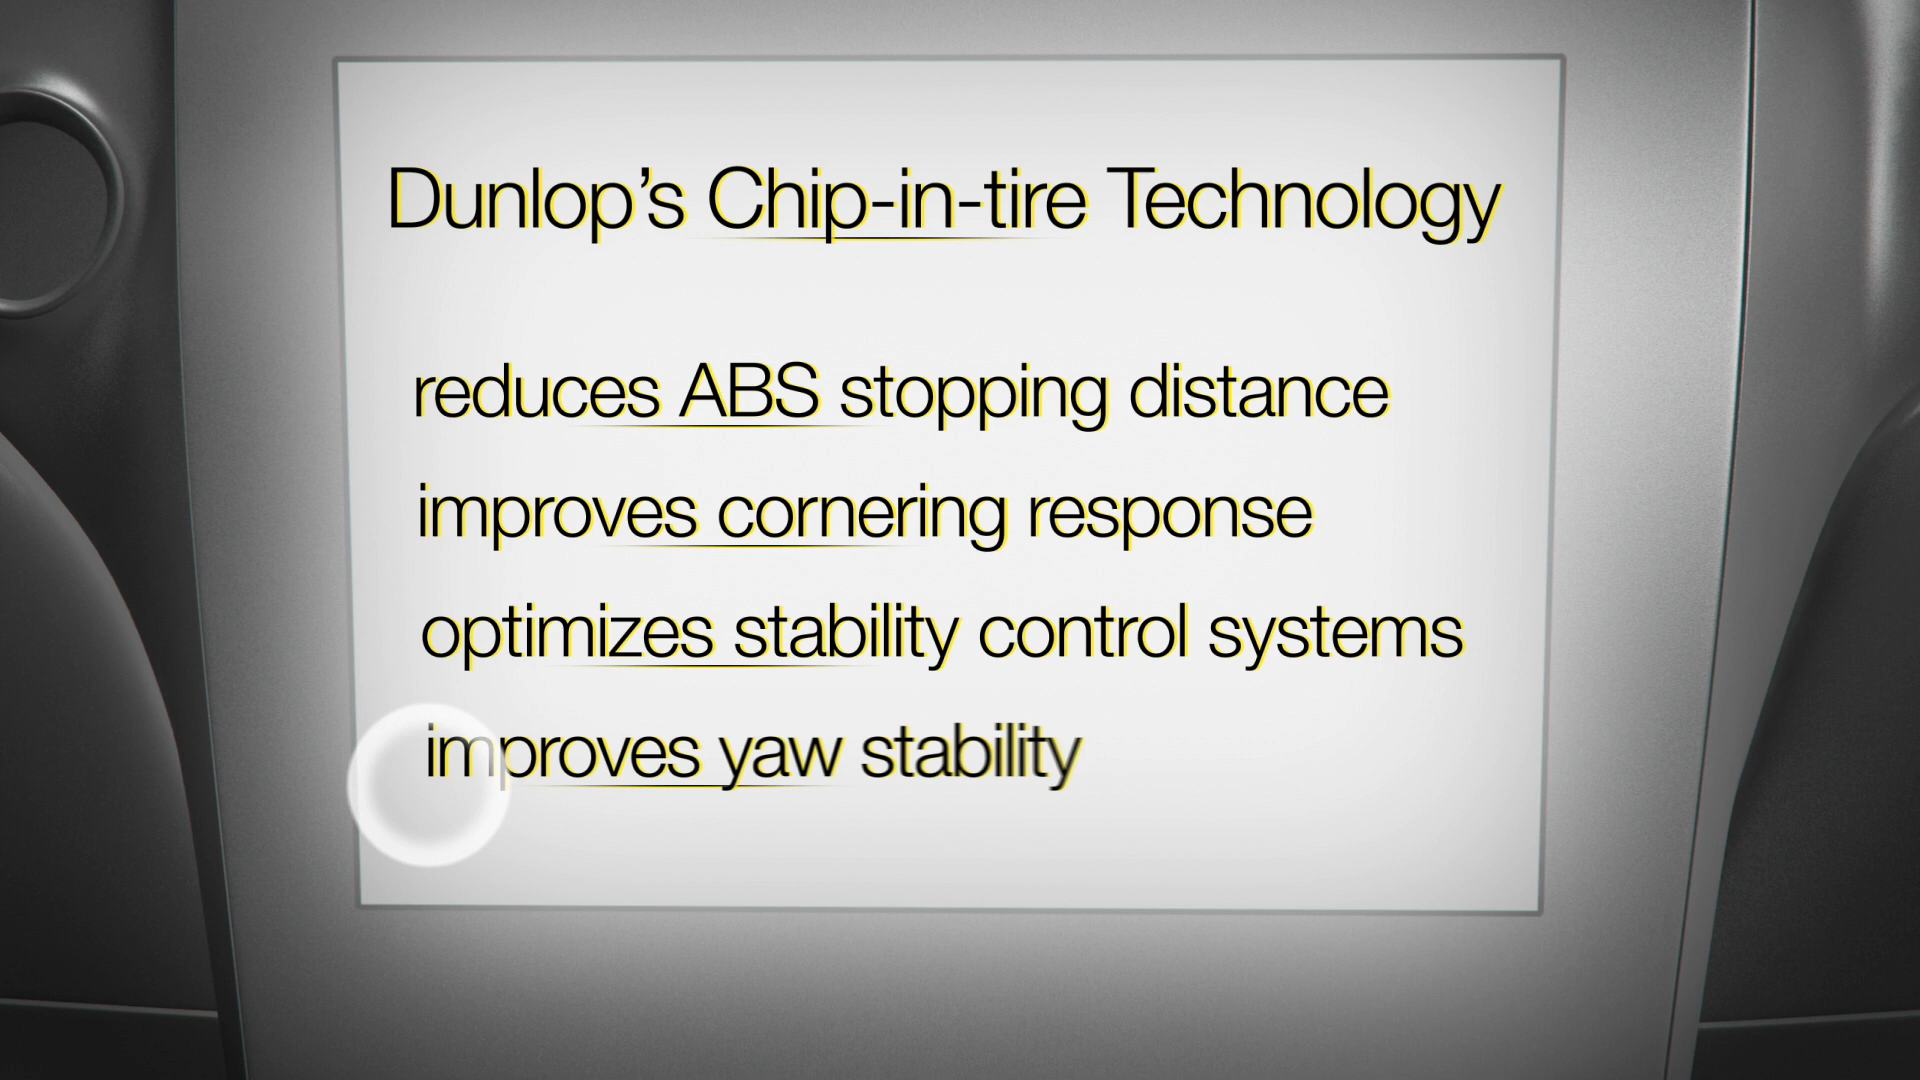 Dunlop’s Chip-in-tire Technology
reduces ABS stopping distance
improves cornering response
optimizes stability control systems
improves yaw stability